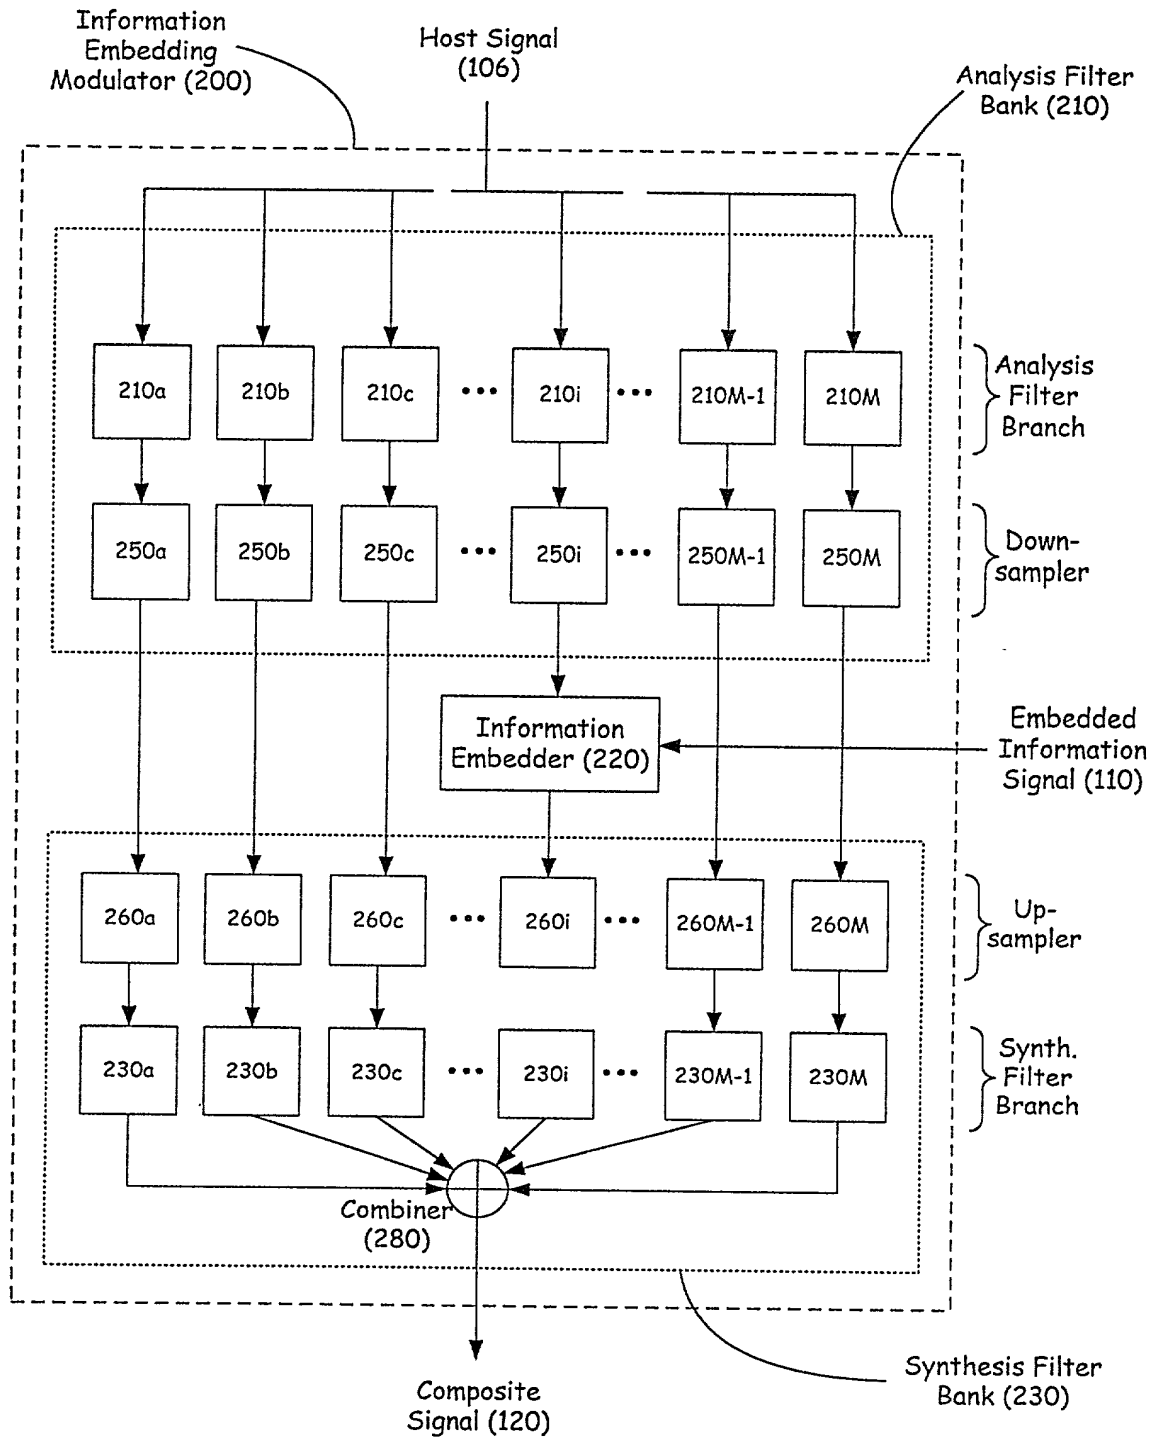 Information
Embedding
Modulator (200)
Host Signal
(106)
Analysis Filter
Bank (210)
210a
210b
210c
•••
210i
•••
210M-1
210M
Analysis
Filter
Branch
250a
250b
250c
•••
250i
•••
250M-1
250M
Down-
sampler
Information
Embedder (220)
Embedded
Information
Signal (110)
260a
260b
260c
•••
260i
•••
260M-1
260M
Up-
sampler
230a
230b
230c
•••
230i
•••
230M-1
230M
Synth.
Filter
Branch
Combiner
(280)
Composite
Signal (120)
Synthesis Filter
Bank (230)